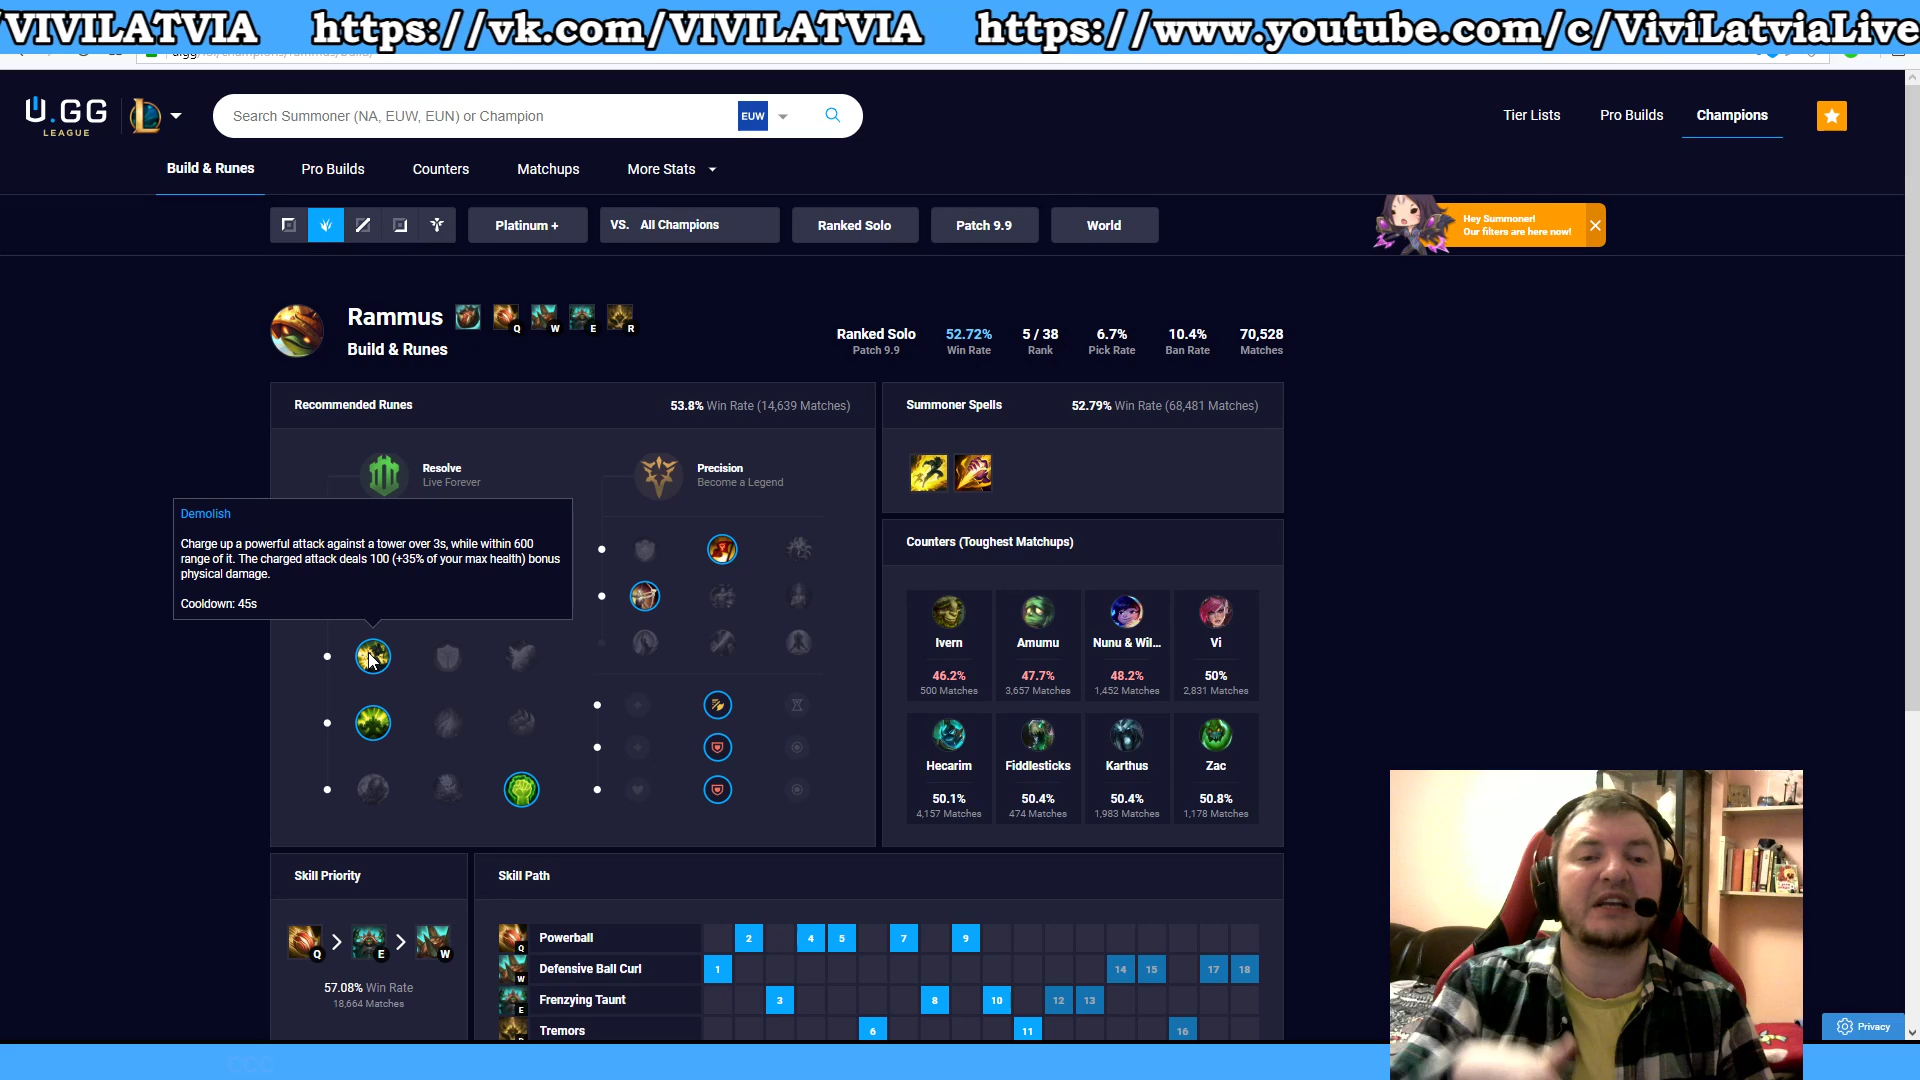 /VIVILATVIA https://vk.com/VIVILATVIA https://www.youtube.com/c/ViviLatviaLive
U.GG
LEAGUE
Search Summoner (NA, EUW, EUN) or Champion
EUW
Tier Lists
Pro Builds
Champions
Build & Runes
Pro Builds
Counters
Matchups
More Stats
Platinum +
VS. All Champions
Ranked Solo
Patch 9.9
World
Hey Summoner!
Our filters are here now!
Rammus
Q
W
E
R
Build & Runes
Ranked Solo
Patch 9.9
52.72%
Win Rate
5 / 38
Rank
6.7%
Pick Rate
10.4%
Ban Rate
70,528
Matches
Recommended Runes
53.8% Win Rate (14,639 Matches)
Resolve
Live Forever
Precision
Become a Legend
Demolish
Charge up a powerful attack against a tower over 3s, while within 600
range of it. The charged attack deals 100 (+35% of your max health) bonus
physical damage.
Cooldown: 45s
Summoner Spells
52.79% Win Rate (68,481 Matches)
Counters (Toughest Matchups)
Ivern
46.2%
500 Matches
Amumu
47.7%
3,657 Matches
Nunu & Wil...
48.2%
1,452 Matches
Vi
50%
2,831 Matches
Hecarim
50.1%
4,157 Matches
Fiddlesticks
50.4%
474 Matches
Karthus
50.4%
1,983 Matches
Zac
50.8%
1,178 Matches
Skill Priority
Q
E
W
57.08% Win Rate
18,664 Matches
Skill Path
Q
Powerball
2 4 5 7 9
W
Defensive Ball Curl
1 14 15 17 18
E
Frenzying Taunt
3 8 10 12 13
Tremors
6 11 16
Privacy